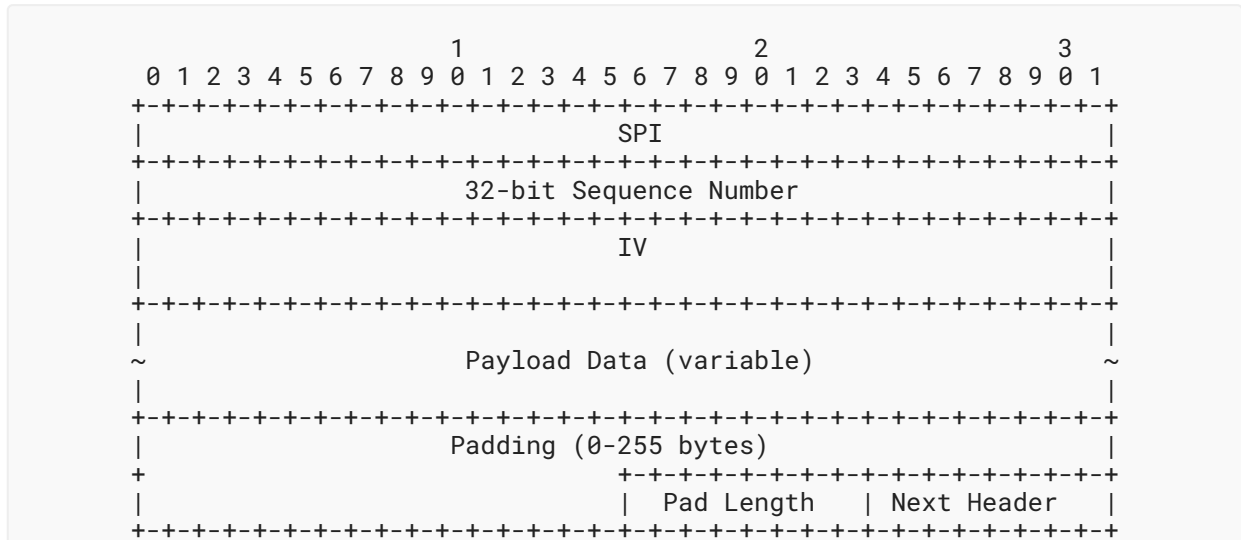 1                   2                   3
 0 1 2 3 4 5 6 7 8 9 0 1 2 3 4 5 6 7 8 9 0 1 2 3 4 5 6 7 8 9 0 1
+-+-+-+-+-+-+-+-+-+-+-+-+-+-+-+-+-+-+-+-+-+-+-+-+-+-+-+-+-+-+-+-+
|                               SPI                             |
+-+-+-+-+-+-+-+-+-+-+-+-+-+-+-+-+-+-+-+-+-+-+-+-+-+-+-+-+-+-+-+-+
|                     32-bit Sequence Number                    |
+-+-+-+-+-+-+-+-+-+-+-+-+-+-+-+-+-+-+-+-+-+-+-+-+-+-+-+-+-+-+-+-+
|                               IV                              |
|                                                               |
+-+-+-+-+-+-+-+-+-+-+-+-+-+-+-+-+-+-+-+-+-+-+-+-+-+-+-+-+-+-+-+-+
|                                                               |
~                     Payload Data (variable)                   ~
|                                                               |
+-+-+-+-+-+-+-+-+-+-+-+-+-+-+-+-+-+-+-+-+-+-+-+-+-+-+-+-+-+-+-+-+
|                    Padding (0-255 bytes)                      |
+                               +-+-+-+-+-+-+-+-+-+-+-+-+-+-+-+-+
|                               |  Pad Length   | Next Header   |
+-+-+-+-+-+-+-+-+-+-+-+-+-+-+-+-+-+-+-+-+-+-+-+-+-+-+-+-+-+-+-+-+